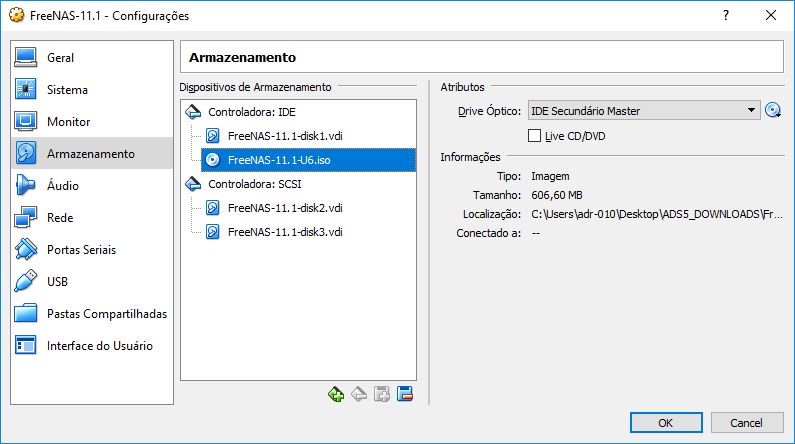 FreeNAS-11.1 - Configurações
?
Geral
Sistema
Monitor
Armazenamento
Áudio
Rede
Portas Seriais
USB
Pastas Compartilhadas
Interface do Usuário
Armazenamento
Dispositivos de Armazenamento
Controladora: IDE
FreeNAS-11.1-disk1.vdi
FreeNAS-11.1-U6.iso
Controladora: SCSI
FreeNAS-11.1-disk2.vdi
FreeNAS-11.1-disk3.vdi
Atributos
Drive Óptico: IDE Secundário Master
Live CD/DVD
Informações
Tipo: Imagem
Tamanho: 606,60 MB
Localização: C:\Users\adr-010\Desktop\ADS5_DOWNLOADS\Fr...
Conectado a: --
OK
Cancel